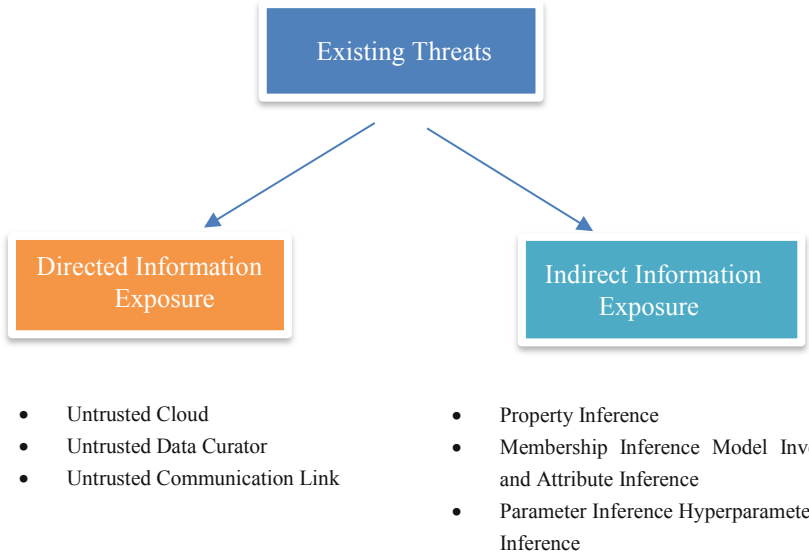 Existing Threats
Directed Information
Exposure
Indirect Information
Exposure
• Untrusted Cloud
• Untrusted Data Curator
• Untrusted Communication Link
• Property Inference
• Membership Inference Model
and Attribute Inference
• Parameter Inference
Inference